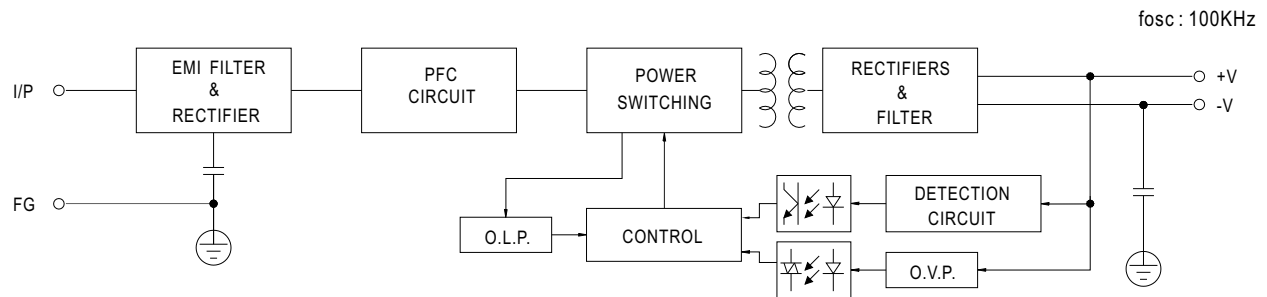 fosc : 100KHz
I/P
EMI FILTER
&
RECTIFIER
PFC
CIRCUIT
POWER
SWITCHING
RECTIFIERS
&
FILTER
+V
-V
FG
O.L.P.
CONTROL
DETECTION
CIRCUIT
O.V.P.